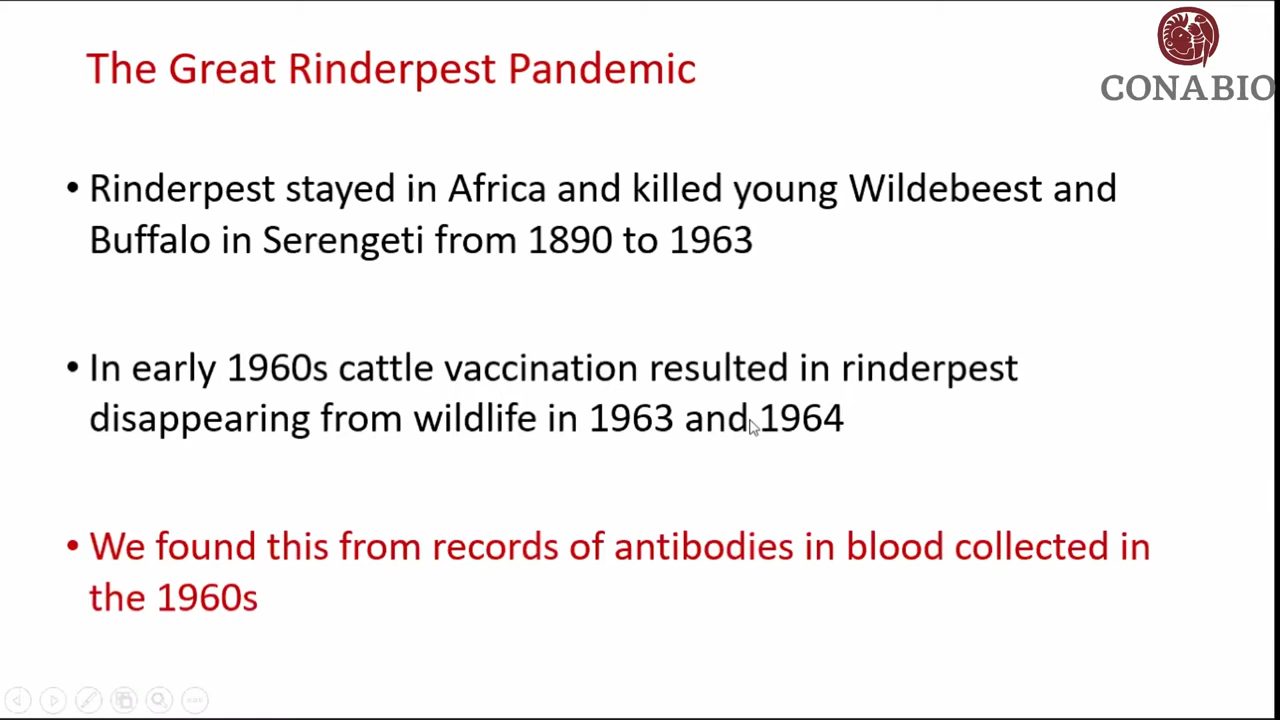 The Great Rinderpest Pandemic
CONABIO
• Rinderpest stayed in Africa and killed young Wildebeest and
Buffalo in Serengeti from 1890 to 1963
• In early 1960s cattle vaccination resulted in rinderpest
disappearing from wildlife in 1963 and 1964
• We found this from records of antibodies in blood collected in
the 1960s